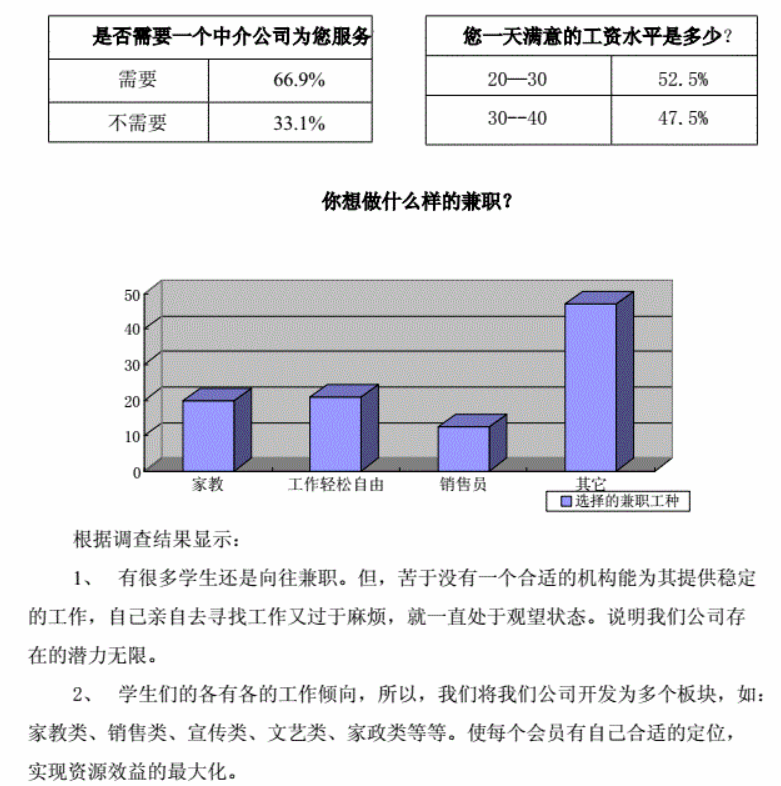 是否需要一个中介公司为您服务
需要 66.9%
不需要 33.1%
您一天满意的工资水平是多少?
20—30 52.5%
30--40 47.5%
你想做什么样的兼职?
50
40
30
20
10
0
家教 工作轻松自由 销售员 其它
选择的兼职工种
根据调查结果显示:
1、 有很多学生还是向往兼职。但，苦于没有一个合适的机构能为其提供稳定
的工作，自己亲自去寻找工作又过于麻烦，就一直处于观望状态。说明我们公司存
在的潜力无限。
2、 学生们的各有各的工作倾向，所以，我们将我们公司开发为多个板块，如:
家教类、销售类、宣传类、文艺类、家政类等等。使每个会员有自己合适的定位，
实现资源效益的最大化。